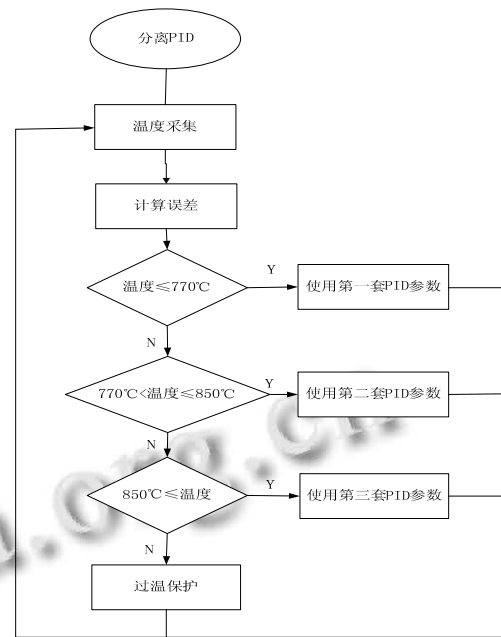 分离PID
温度采集
计算误差
温度≤770℃
Y
使用第一套PID参数
N
770℃<温度≤850℃
Y
使用第二套PID参数
N
850℃≤温度
Y
使用第三套PID参数
N
过温保护